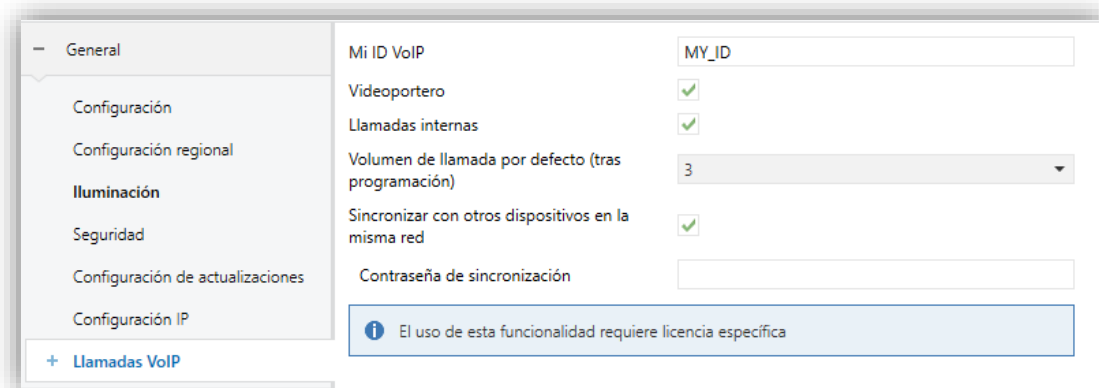 General
Configuración
Configuración regional
Iluminación
Seguridad
Configuración de actualizaciones
Configuración IP
Llamadas VoIP
Mi ID VoIP
MY_ID
Videoportero
Llamadas internas
Volumen de llamada por defecto (tras
programación)
3
Sincronizar con otros dispositivos en la
misma red
Contraseña de sincronización
El uso de esta funcionalidad requiere licencia específica